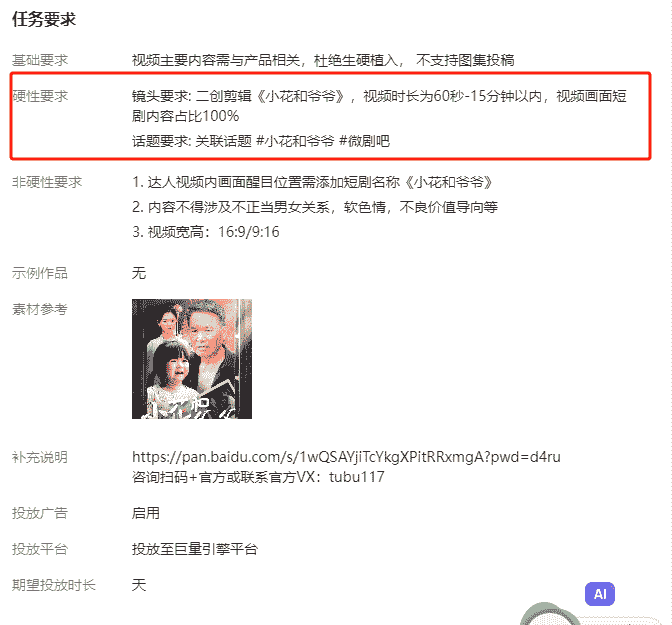 任务要求
基础要求 视频主要内容需与产品相关，杜绝生硬植入， 不支持图集投稿
硬性要求 镜头要求: 二创剪辑《小花和爷爷》，视频时长为60秒-15分钟以内，视频画面短
剧内容占比100%
话题要求: 关联话题 #小花和爷爷 #微剧吧
非硬性要求 1. 达人视频内画面醒目位置需添加短剧名称《小花和爷爷》
2. 内容不得涉及不正当男女关系，软色情，不良价值导向等
3. 视频宽高：16:9/9:16
示例作品 无
素材参考
小花和爷爷
补充说明 https://pan.baidu.com/s/1wQSAYjiTcYkgXPitRRxmgA?pwd=d4ru
咨询扫码+官方或联系官方VX：tubu117
投放广告 启用
投放平台 投放至巨量引擎平台
期望投放时长 天
AI